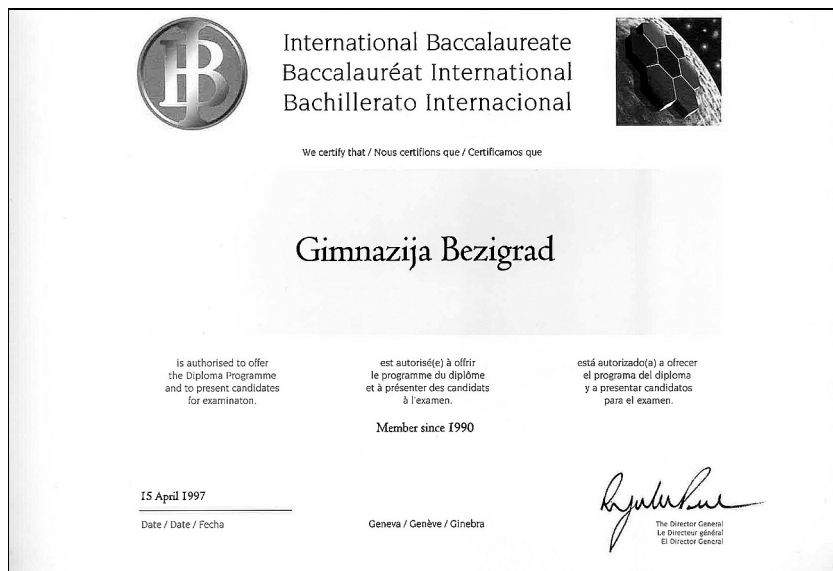 IB
International Baccalaureate
Baccalauréat International
Bachillerato Internacional
We certify that / Nous certifions que / Certificamos que
Gimnazija Bezigrad
is authorised to offer
the Diploma Programme
and to present candidates
for examinaton.
est autorisé(e) à offrir
le programme du diplôme
et à présenter des candidats
à l'examen.
está autorizado(a) a ofrecer
el programa del diploma
y a presentar candidatos
para el examen.
Member since 1990
15 April 1997
Date / Date / Fecha
Geneva / Genève / Ginebra
The Director General
Le Directeur général
El Director General